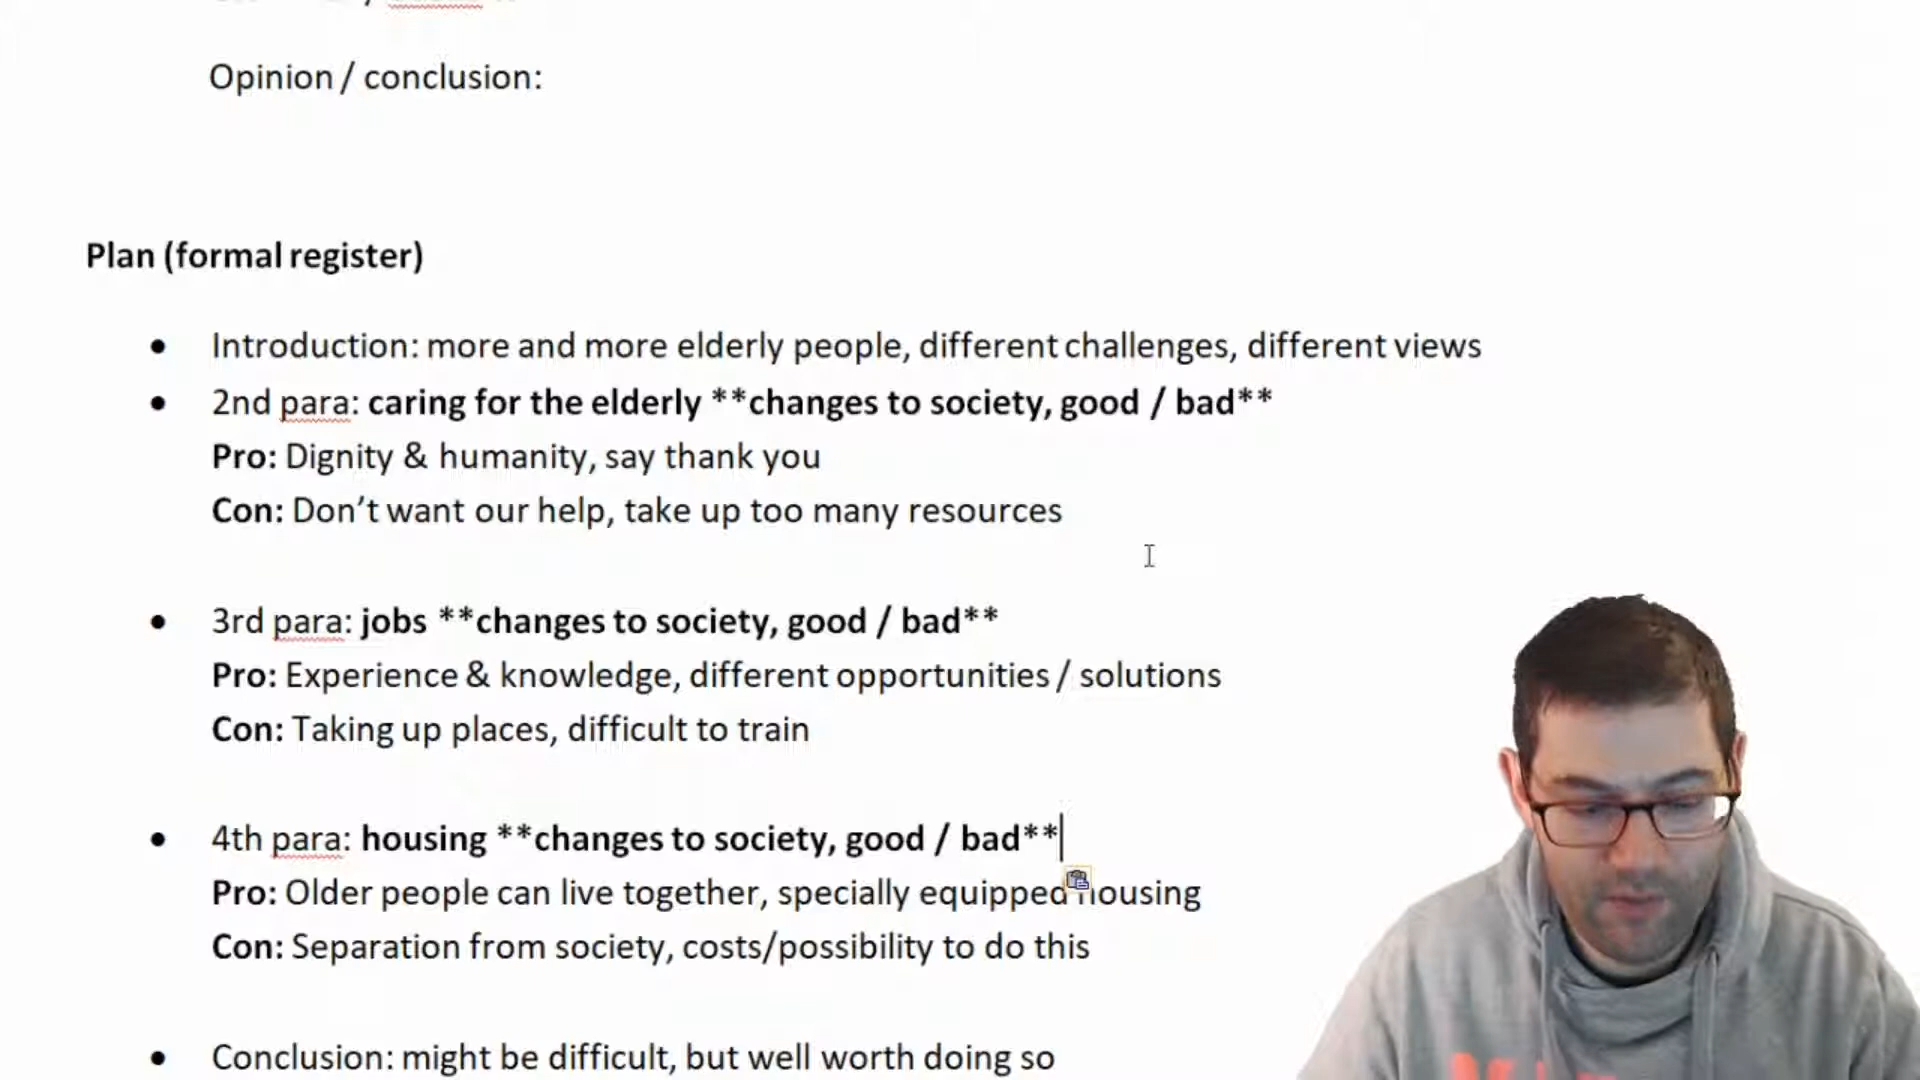 Opinion / conclusion:
Plan (formal register)
• Introduction: more and more elderly people, different challenges, different views
• 2nd para: caring for the elderly **changes to society, good / bad**
Pro: Dignity & humanity, say thank you
Con: Don’t want our help, take up too many resources
• 3rd para: jobs **changes to society, good / bad**
Pro: Experience & knowledge, different opportunities / solutions
Con: Taking up places, difficult to train
• 4th para: housing **changes to society, good / bad**
Pro: Older people can live together, specially equipped housing
Con: Separation from society, costs/possibility to do this
• Conclusion: might be difficult, but well worth doing so